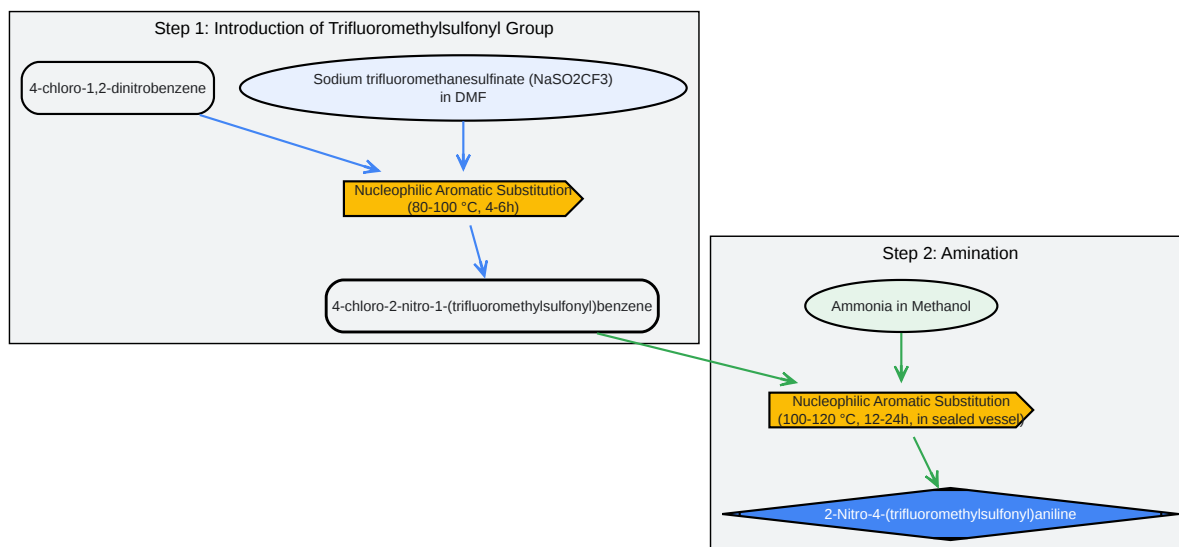 Step 1: Introduction of Trifluoromethylsulfonyl Group
4-chloro-1,2-dinitrobenzene
Sodium trifluoromethanesulfinate (NaSO2CF3)
in DMF
Nucleophilic Aromatic Substitution
(80-100 °C, 4-6h)
4-chloro-2-nitro-1-(trifluoromethylsulfonyl)benzene
Step 2: Amination
Ammonia in Methanol
Nucleophilic Aromatic Substitution
(100-120 °C, 12-24h, in sealed vessel)
2-Nitro-4-(trifluoromethylsulfonyl)aniline